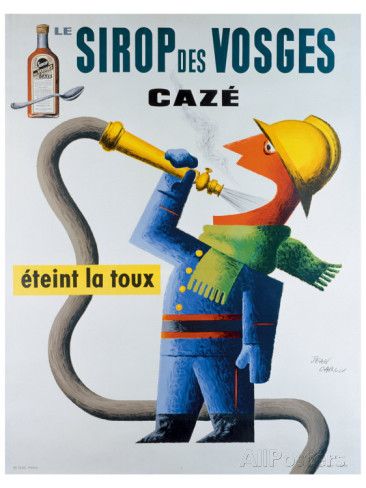 LE SIROP DES VOSGES
CAZÉ
éteint la toux
JEAN
CARLU
AllPosters